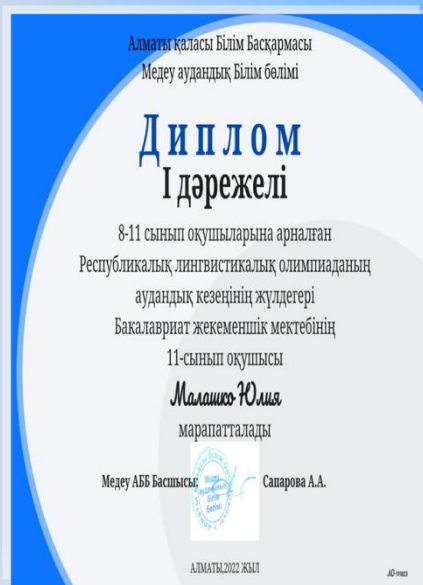 Алматы қаласы Білім Басқармасы
Медеу аудандық Білім бөлімі
Диплом
I дәрежелі
8-11 сынып оқушыларына арналған
Республикалық лингвистикалық олимпиаданың
аудандық кезеңінің жүлдегері
Бакалавриат жекеменшік мектебінің
11-сынып оқушысы
Малашко Юлия
марапатталады
Медеу АББ Басшысы: Сапарова А.А.
АЛМАТЫ,2022 ЖЫЛ